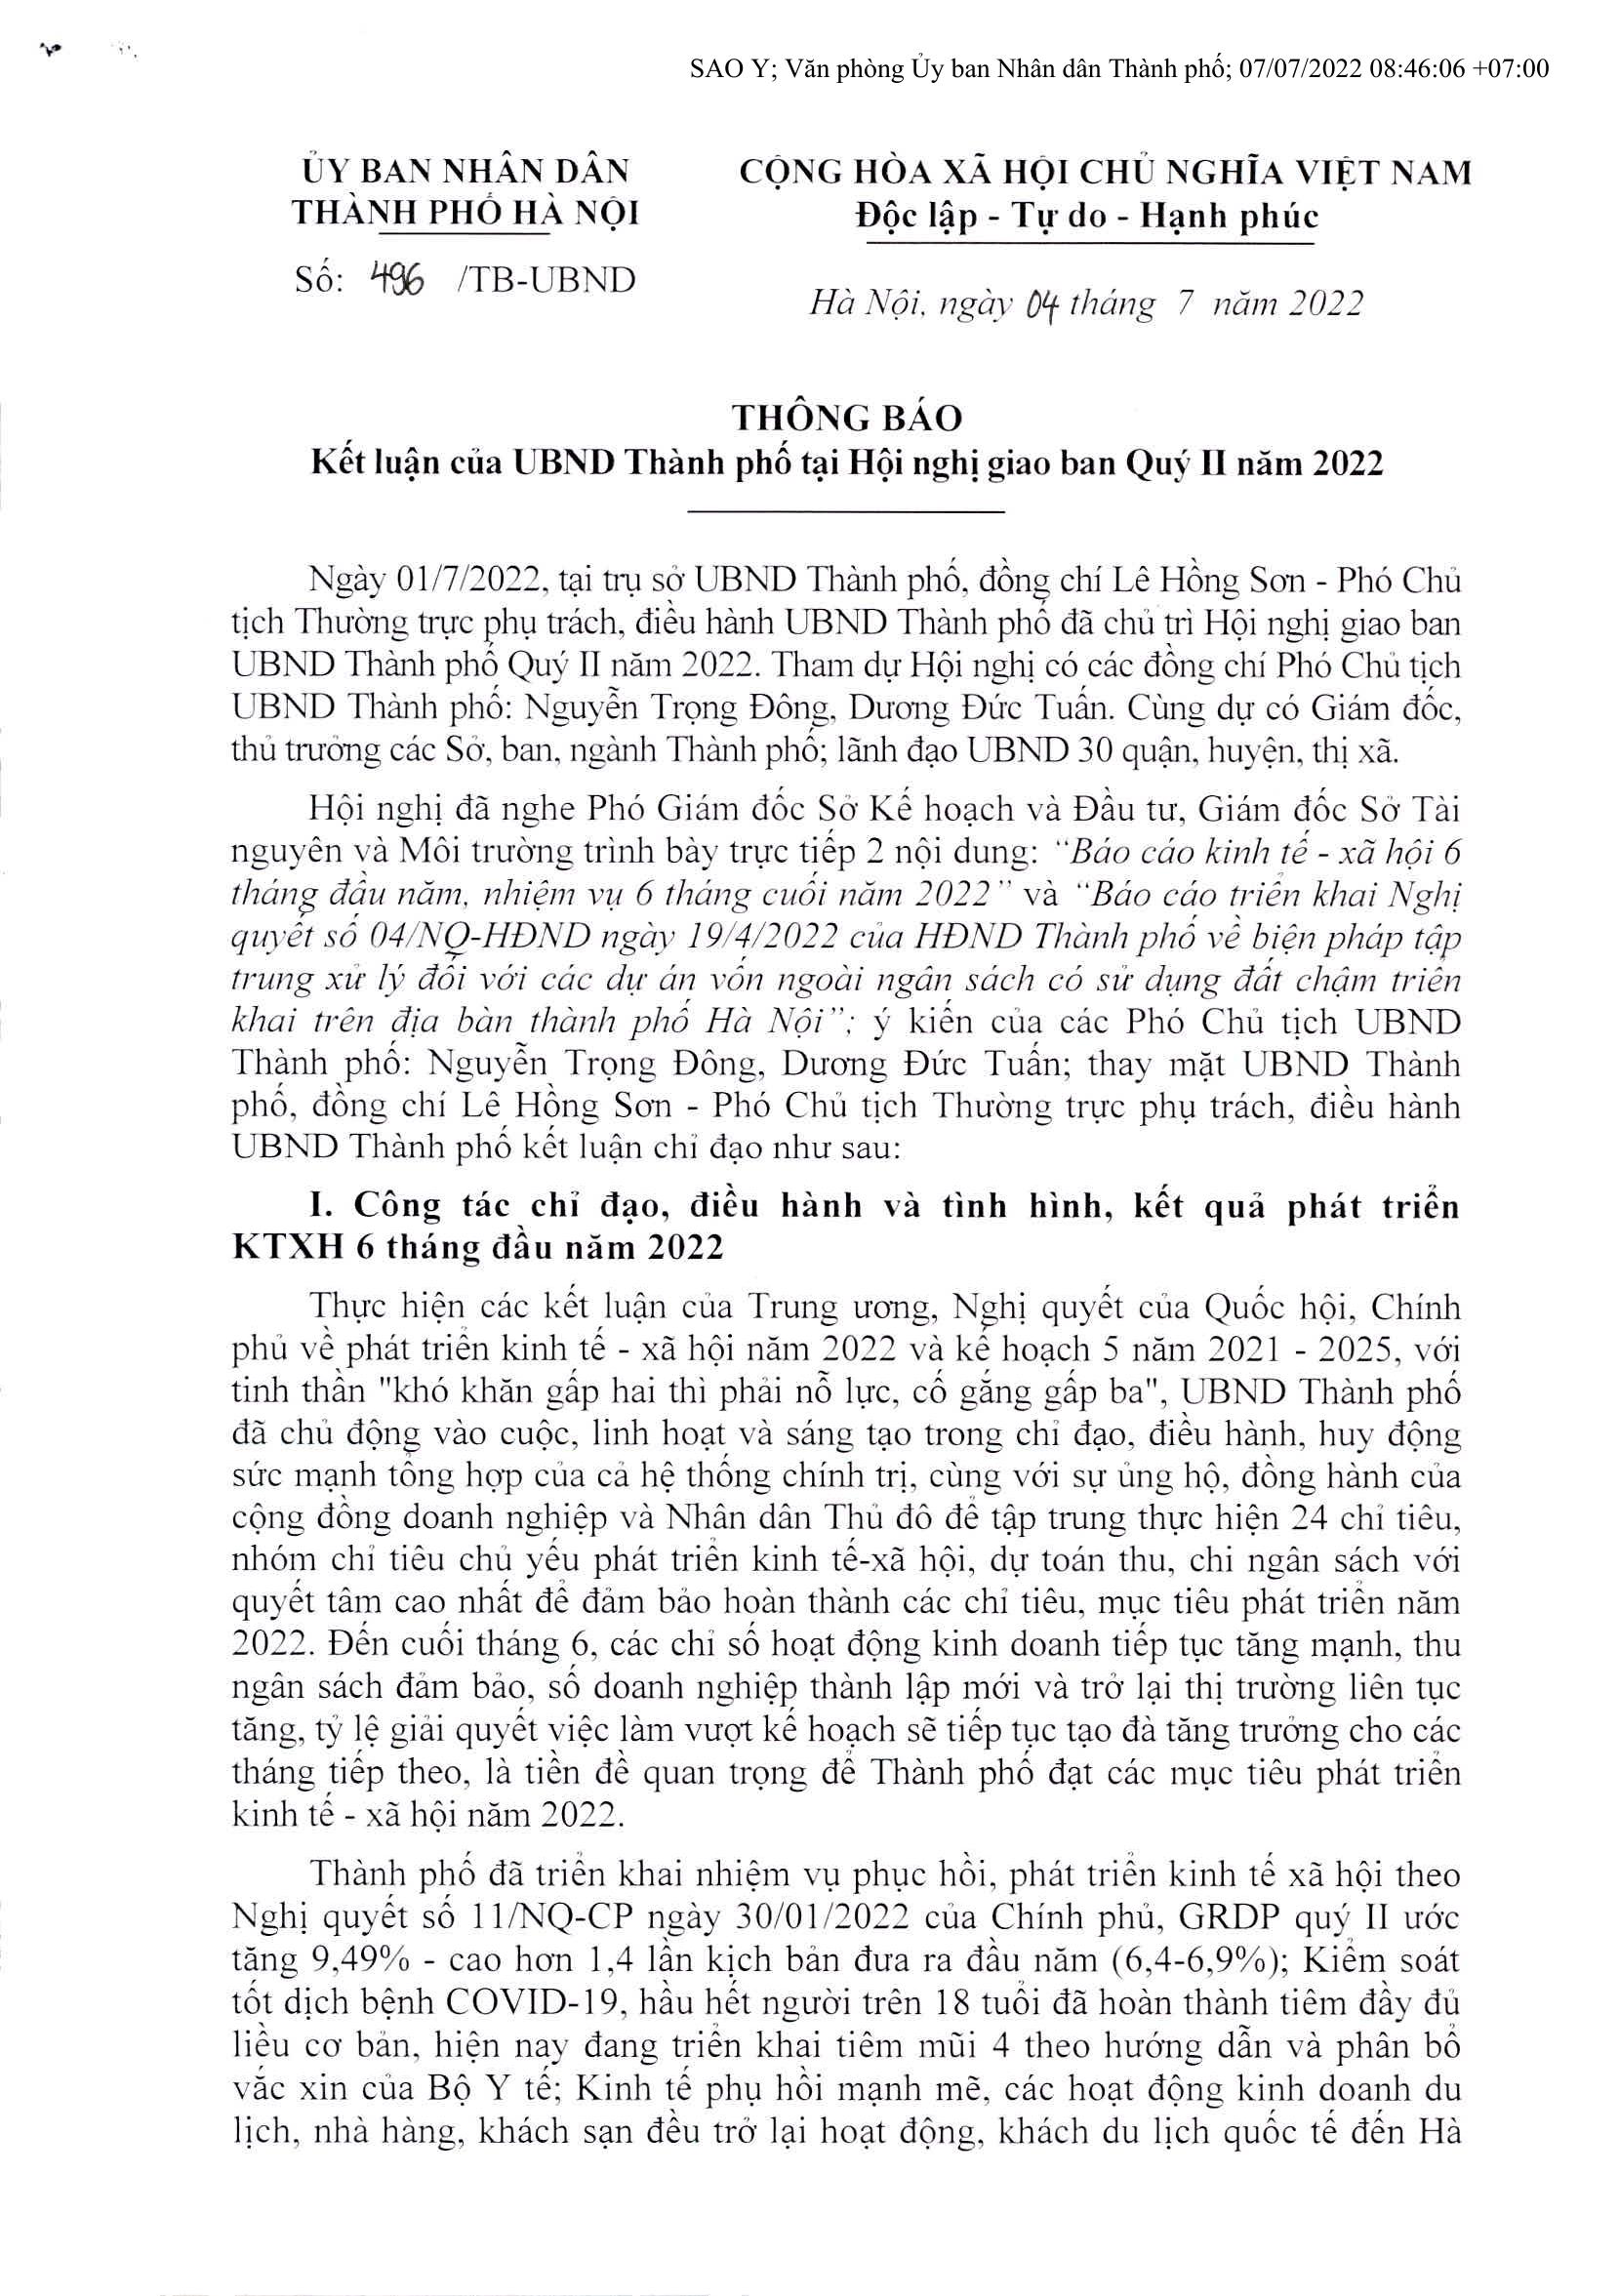 SAO Y; Văn phòng Ủy ban Nhân dân Thành phố; 07/07/2022 08:46:06 +07:00
ỦY BAN NHÂN DÂN
THÀNH PHỐ HÀ NỘI
Số: 496 /TB-UBND
CỘNG HÒA XÃ HỘI CHỦ NGHĨA VIỆT NAM
Độc lập - Tự do - Hạnh phúc
Hà Nội, ngày 04 tháng 7 năm 2022
THÔNG BÁO
Kết luận của UBND Thành phố tại Hội nghị giao ban Quý II năm 2022
Ngày 01/7/2022, tại trụ sở UBND Thành phố, đồng chí Lê Hồng Sơn - Phó Chủ
tịch Thường trực phụ trách, điều hành UBND Thành phố đã chủ trì Hội nghị giao ban
UBND Thành phố Quý II năm 2022. Tham dự Hội nghị có các đồng chí Phó Chủ tịch
UBND Thành phố: Nguyễn Trọng Đông, Dương Đức Tuấn. Cùng dự có Giám đốc,
thủ trưởng các Sở, ban, ngành Thành phố; lãnh đạo UBND 30 quận, huyện, thị xã.
Hội nghị đã nghe Phó Giám đốc Sở Kế hoạch và Đầu tư, Giám đốc Sở Tài
nguyên và Môi trường trình bày trực tiếp 2 nội dung: “Báo cáo kinh tế - xã hội 6
tháng đầu năm, nhiệm vụ 6 tháng cuối năm 2022” và “Báo cáo triển khai Nghị
quyết số 04/NQ-HĐND ngày 19/4/2022 của HĐND Thành phố về biện pháp tập
trung xử lý đối với các dự án vốn ngoài ngân sách có sử dụng đất chậm triển
khai trên địa bàn thành phố Hà Nội”; ý kiến của các Phó Chủ tịch UBND
Thành phố: Nguyễn Trọng Đông, Dương Đức Tuấn; thay mặt UBND Thành
phố, đồng chí Lê Hồng Sơn - Phó Chủ tịch Thường trực phụ trách, điều hành
UBND Thành phố kết luận chỉ đạo như sau:
I. Công tác chỉ đạo, điều hành và tình hình, kết quả phát triển
KTXH 6 tháng đầu năm 2022
Thực hiện các kết luận của Trung ương, Nghị quyết của Quốc hội, Chính
phủ về phát triển kinh tế - xã hội năm 2022 và kế hoạch 5 năm 2021 - 2025, với
tinh thần "khó khăn gấp hai thì phải nỗ lực, cố gắng gấp ba", UBND Thành phố
đã chủ động vào cuộc, linh hoạt và sáng tạo trong chỉ đạo, điều hành, huy động
sức mạnh tổng hợp của cả hệ thống chính trị, cùng với sự ủng hộ, đồng hành của
cộng đồng doanh nghiệp và Nhân dân Thủ đô để tập trung thực hiện 24 chỉ tiêu,
nhóm chỉ tiêu chủ yếu phát triển kinh tế-xã hội, dự toán thu, chi ngân sách với
quyết tâm cao nhất để đảm bảo hoàn thành các chỉ tiêu, mục tiêu phát triển năm
2022. Đến cuối tháng 6, các chỉ số hoạt động kinh doanh tiếp tục tăng mạnh, thu
ngân sách đảm bảo, số doanh nghiệp thành lập mới và trở lại thị trường liên tục
tăng, tỷ lệ giải quyết việc làm vượt kế hoạch sẽ tiếp tục tạo đà tăng trưởng cho các
tháng tiếp theo, là tiền đề quan trọng để Thành phố đạt các mục tiêu phát triển
kinh tế - xã hội năm 2022.
Thành phố đã triển khai nhiệm vụ phục hồi, phát triển kinh tế xã hội theo
Nghị quyết số 11/NQ-CP ngày 30/01/2022 của Chính phủ, GRDP quý II ước
tăng 9,49% - cao hơn 1,4 lần kịch bản đưa ra đầu năm (6,4-6,9%); Kiểm soát
tốt dịch bệnh COVID-19, hầu hết người trên 18 tuổi đã hoàn thành tiêm đầy đủ
liều cơ bản, hiện nay đang triển khai tiêm mũi 4 theo hướng dẫn và phân bổ
vắc xin của Bộ Y tế; Kinh tế phụ hồi mạnh mẽ, các hoạt động kinh doanh du
lịch, nhà hàng, khách sạn đều trở lại hoạt động, khách du lịch quốc tế đến Hà